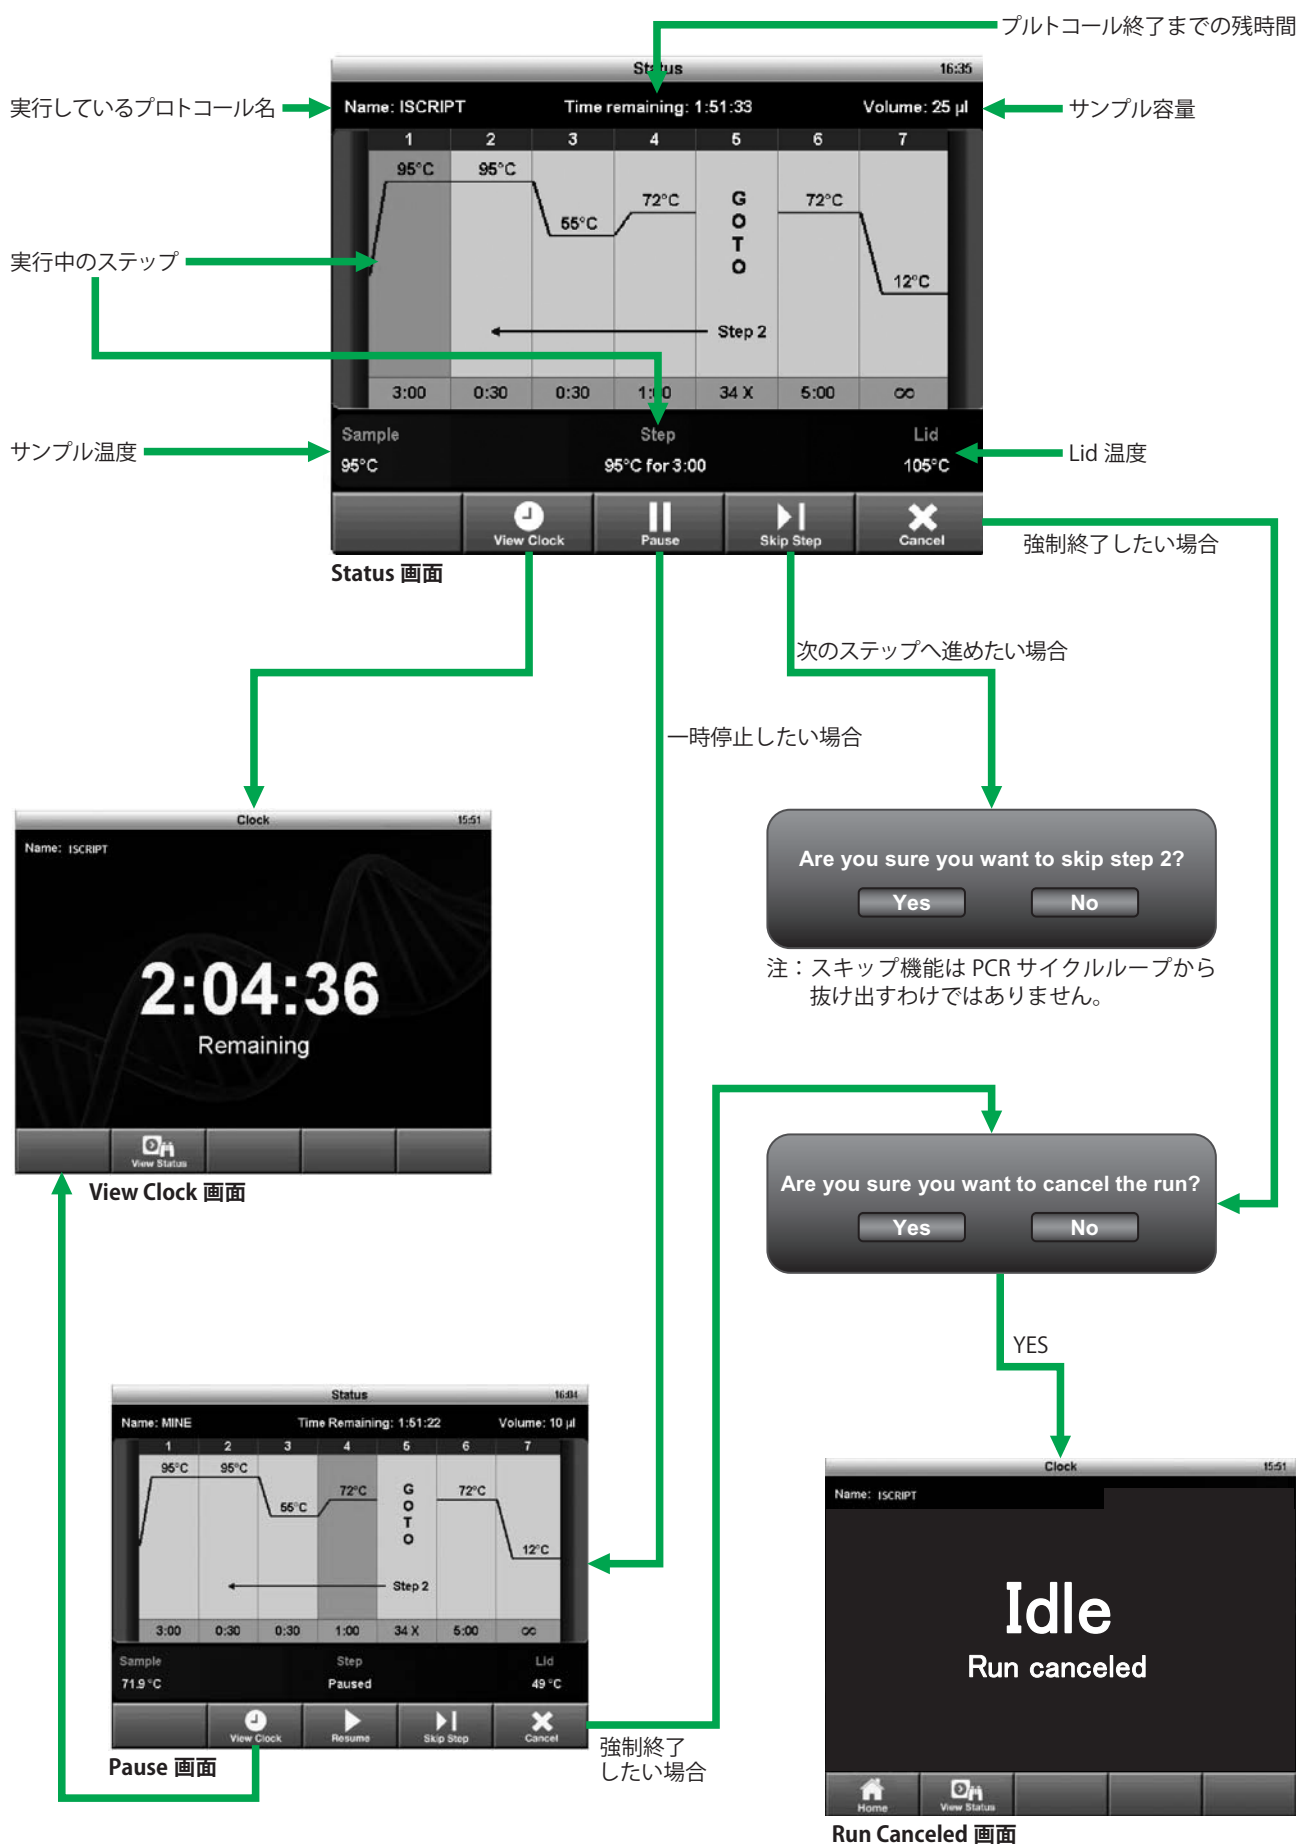 プルトコール終了までの残時間
Status 16:35
実行しているプロトコール名
Name: ISCRIPT Time remaining: 1:51:33 Volume: 25 µl
サンプル容量
1 2 3 4 5 6 7
95°C 95°C 55°C 72°C GOTO 72°C 12°C
実行中のステップ
Step 2
3:00 0:30 0:30 1:00 34 X 5:00 ∞
サンプル温度
Sample Step Lid
95°C 95°C for 3:00 105°C
Lid 温度
View Clock Pause Skip Step Cancel
Status 画面
強制終了したい場合
次のステップへ進めたい場合
一時停止したい場合
Clock 15:51
Name: ISCRIPT
2:04:36
Remaining
View Status
View Clock 画面
Are you sure you want to skip step 2?
Yes No
注：スキップ機能は PCR サイクルループから
抜け出すわけではありません。
Are you sure you want to cancel the run?
Yes No
YES
Status 16:04
Name: MINE Time Remaining: 1:51:22 Volume: 10 µl
1 2 3 4 5 6 7
95°C 95°C 55°C 72°C GOTO 72°C 12°C
Step 2
3:00 0:30 0:30 1:00 34 X 5:00 ∞
Sample Step Lid
71.9 °C Paused 49 °C
View Clock Resume Skip Step Cancel
Pause 画面
強制終了
したい場合
Clock 15:51
Name: ISCRIPT
Idle
Run canceled
Home View Status
Run Canceled 画面